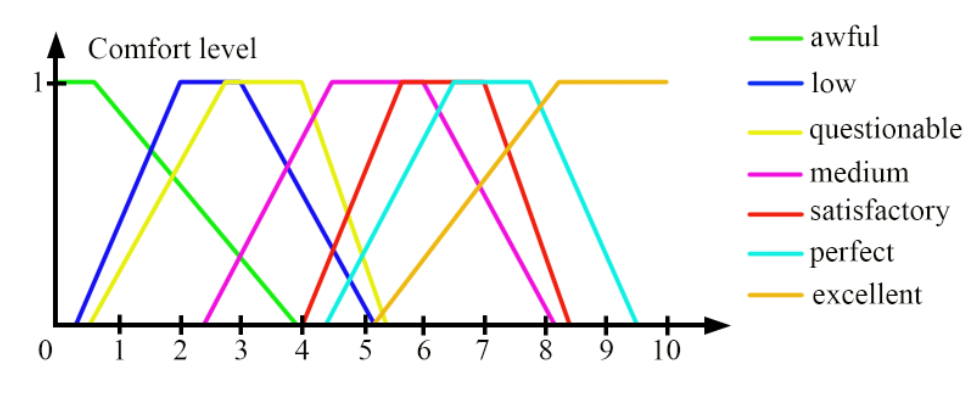 Comfort level
1
0 1 2 3 4 5 6 7 8 9 10
awful
low
questionable
medium
satisfactory
perfect
excellent